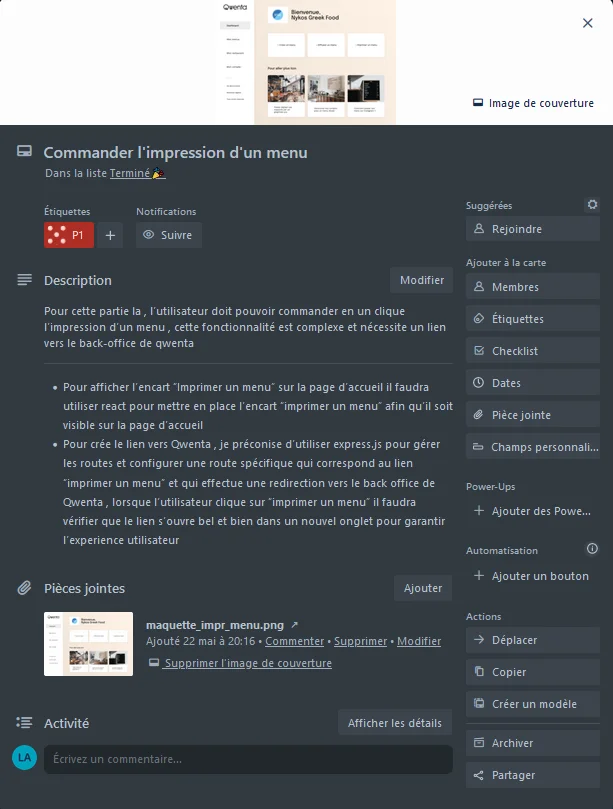 Qwenta
Bienvenue,
Nykos Greek Food
Pour aller plus loin
Image de couverture
Commander l'impression d'un menu
Dans la liste Terminé🎉
Étiquettes
Notifications
P1
+
Suivre
Description
Modifier
Pour cette partie la , l'utilisateur doit pouvoir commander en un clique
l'impression d'un menu , cette fonctionnalité est complexe et nécessite un lien
vers le back-office de qwenta
• Pour afficher l'encart “Imprimer un menu” sur la page d'accueil il faudra
utiliser react pour mettre en place l'encart “imprimer un menu” afin qu'il soit
visible sur la page d'accueil
• Pour crée le lien vers Qwenta , je préconise d'utiliser express.js pour gérer
les routes et configurer une route spécifique qui correspond au lien
“imprimer un menu” et qui effectue une redirection vers le back office de
Qwenta , lorsque l'utilisateur clique sur “imprimer un menu” il faudra
vérifier que le lien s'ouvre bel et bien dans un nouvel onglet pour garantir
l'experience utilisateur
Pièces jointes
Ajouter
Qwenta
Bienvenue,
Nykos Greek Food
maquette_impr_menu.png ↗
Ajouté 22 mai à 20:16 • Commenter • Supprimer • Modifier
Supprimer l'image de couverture
Activité
Afficher les détails
LA
Écrivez un commentaire...
Suggérées
Rejoindre
Ajouter à la carte
Membres
Étiquettes
Checklist
Dates
Pièce jointe
Champs personnali...
Power-Ups
+ Ajouter des Powe...
Automatisation
+ Ajouter un bouton
Actions
Déplacer
Copier
Créer un modèle
Archiver
Partager